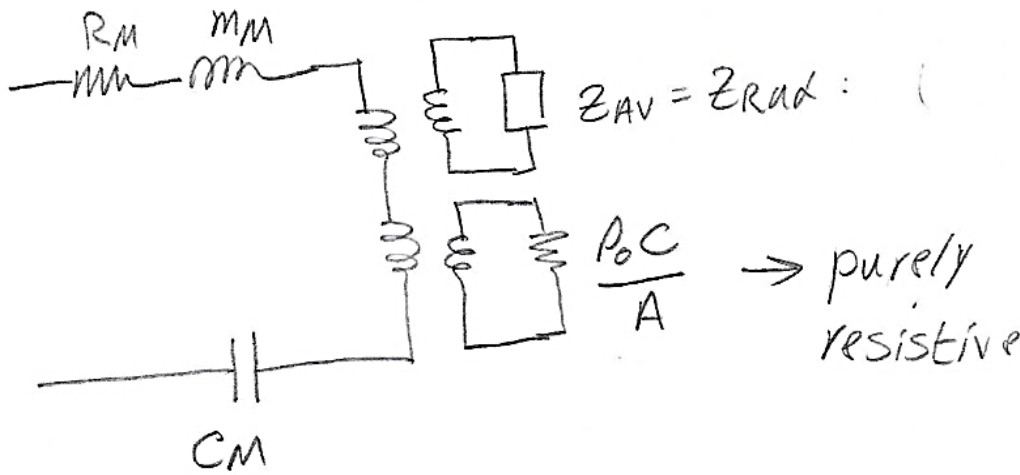 RM mM
ZAV = ZRad :
ρ₀C
A
→ purely
resistive
CM